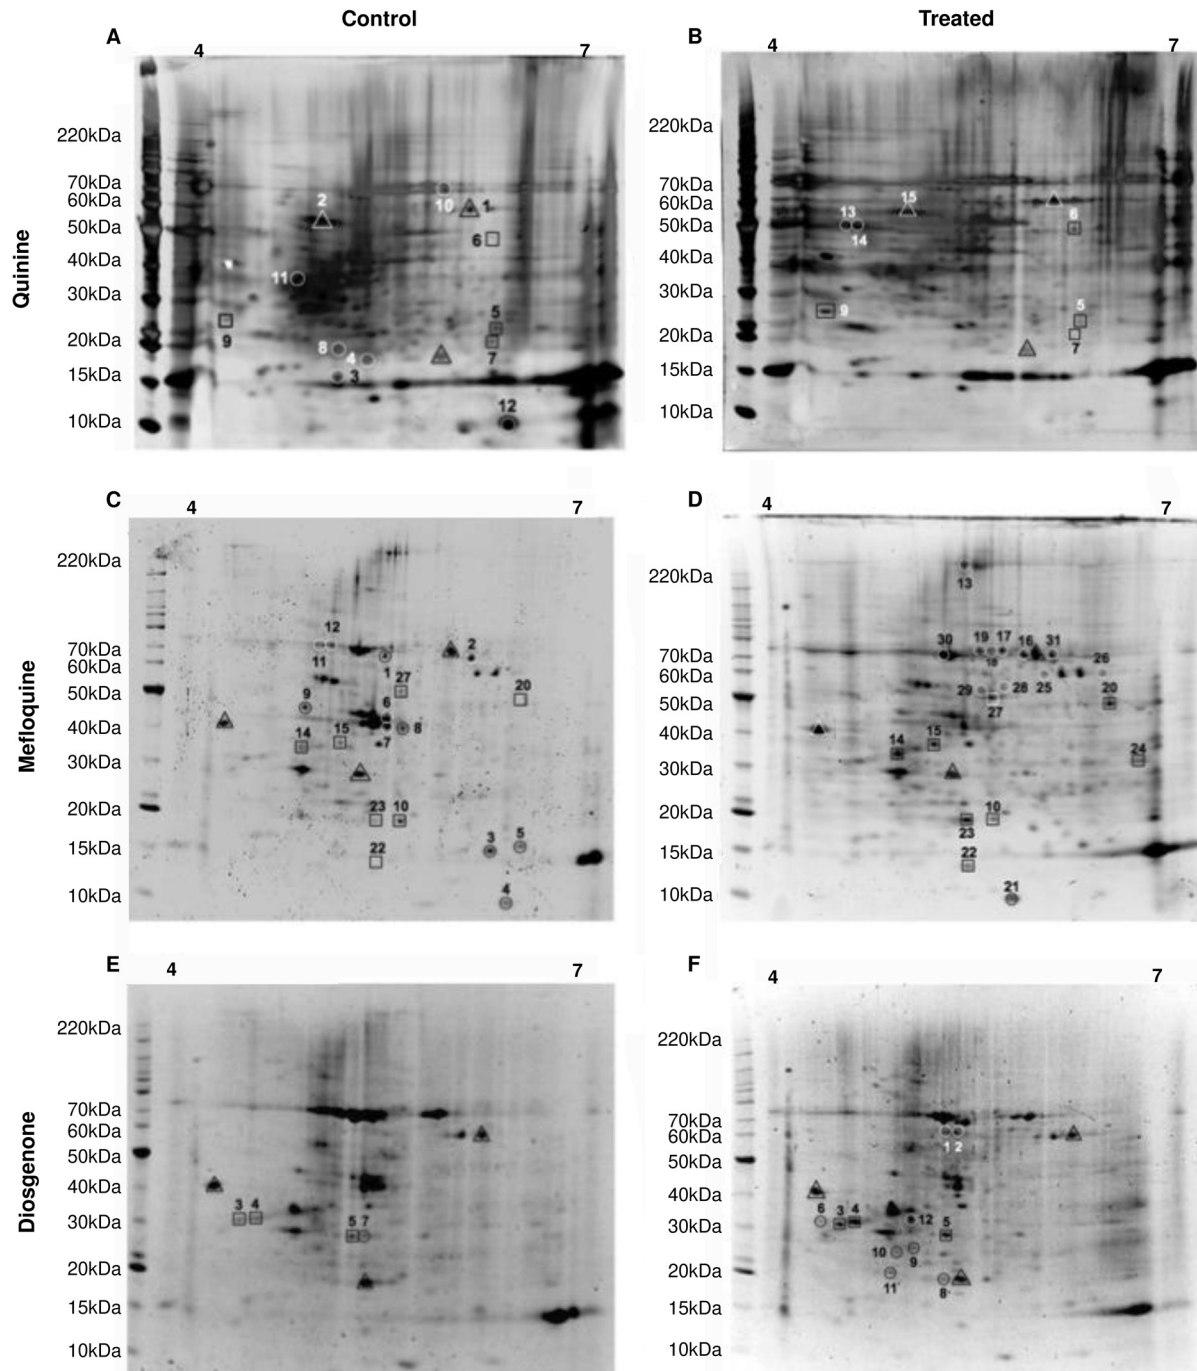 Control
Treated
A
4
7
220kDa
70kDa
60kDa
50kDa
40kDa
30kDa
20kDa
15kDa
10kDa
2
10
1
6
11
5
9
8
4
7
3
12
B
4
7
220kDa
70kDa
60kDa
50kDa
40kDa
30kDa
20kDa
15kDa
10kDa
15
13
6
14
9
5
7
Quinine
C
4
7
220kDa
70kDa
60kDa
50kDa
40kDa
30kDa
20kDa
15kDa
10kDa
12
2
11
1
27
20
9
6
8
14
15
7
23
10
3
5
22
4
D
4
7
220kDa
70kDa
60kDa
50kDa
40kDa
30kDa
20kDa
15kDa
10kDa
13
30
19
17
16
31
18
26
29
28
25
20
27
14
15
24
10
23
22
21
Mefloquine
E
4
7
220kDa
70kDa
60kDa
50kDa
40kDa
30kDa
20kDa
15kDa
10kDa
3
4
5
7
F
4
7
220kDa
70kDa
60kDa
50kDa
40kDa
30kDa
20kDa
15kDa
10kDa
1
2
6
3
4
12
5
10
9
11
8
Diosgenone